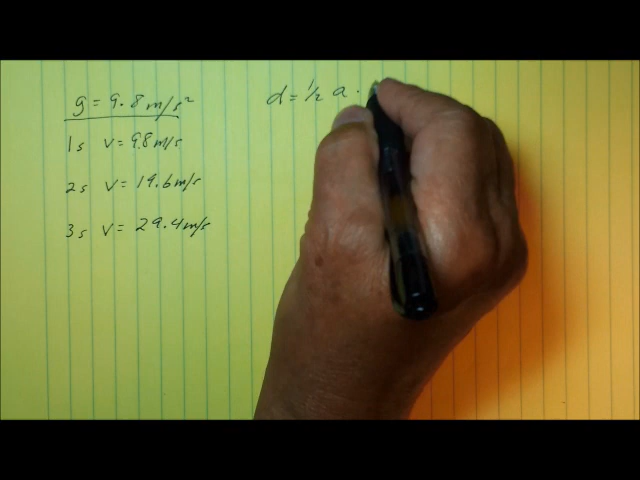 g = 9.8 m/s²
1s v = 9.8 m/s
2s v = 19.6 m/s
3s v = 29.4 m/s
d = 1/2 a ·